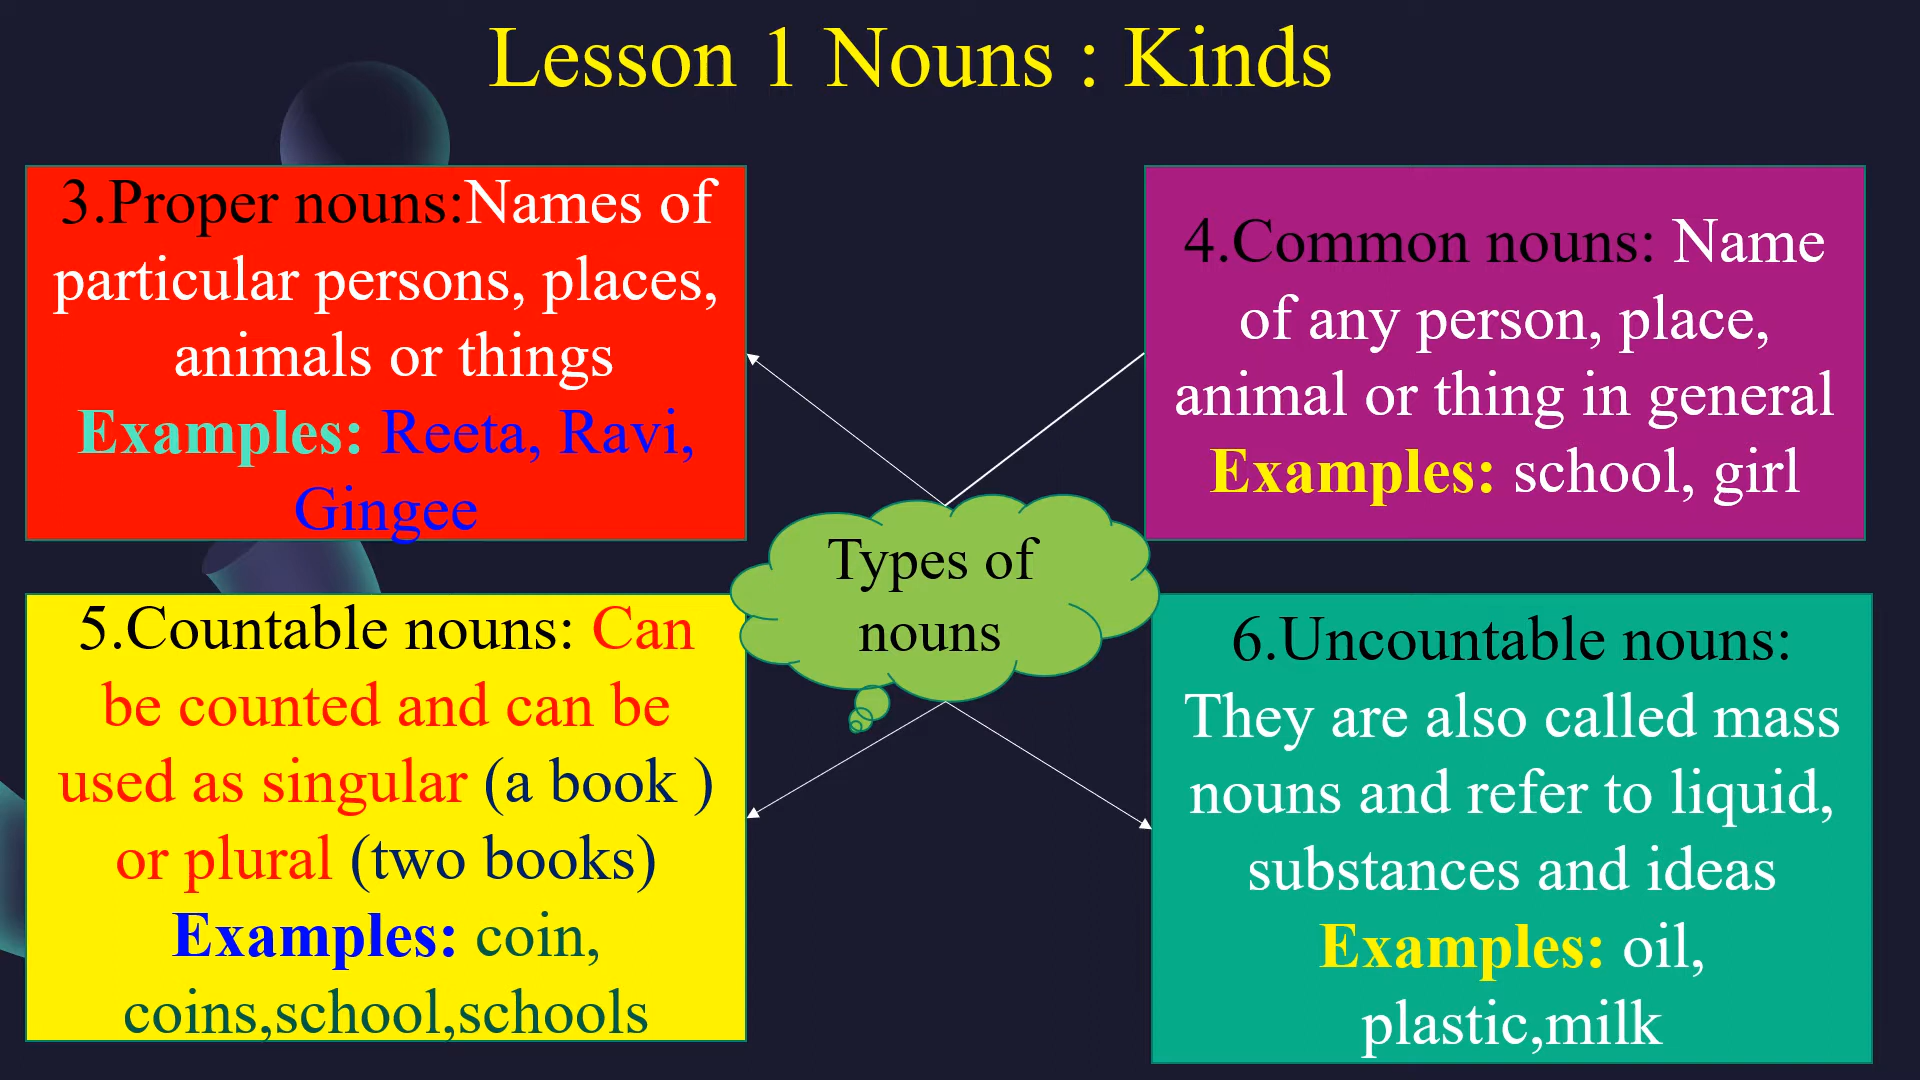 Lesson 1 Nouns : Kinds
3.Proper nouns:Names of
particular persons, places,
animals or things
Examples: Reeta, Ravi,
Gingee
4.Common nouns: Name
of any person, place,
animal or thing in general
Examples: school, girl
Types of
nouns
5.Countable nouns: Can
be counted and can be
used as singular (a book )
or plural (two books)
Examples: coin,
coins,school,schools
6.Uncountable nouns:
They are also called mass
nouns and refer to liquid,
substances and ideas
Examples: oil,
plastic,milk